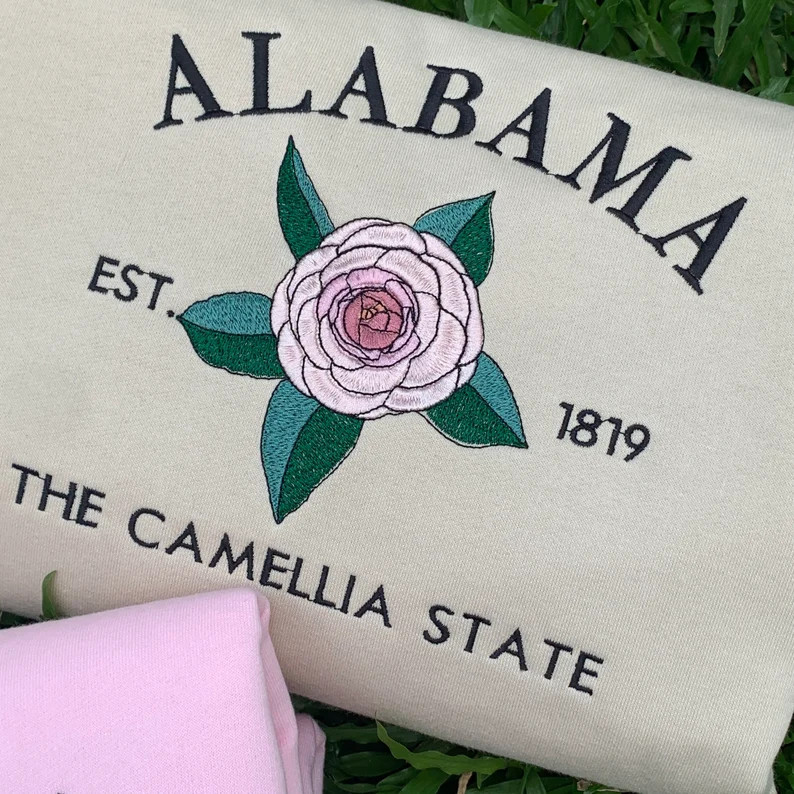 ALABAMA
EST. 1819
THE CAMELLIA STATE